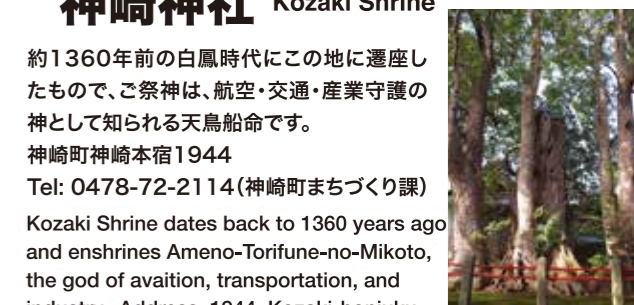 神崎神社 Kozaki Shrine
約1360年前の白鳳時代にこの地に遷座し
たもので、ご祭神は、航空・交通・産業守護の
神として知られる天鳥船命です。
神崎町神崎本宿1944
Tel: 0478-72-2114（神崎町まちづくり課）
Kozaki Shrine dates back to 1360 years ago
and enshrines Ameno-Torifune-no-Mikoto,
the god of avaition, transportation, and
industry. Address: 1944, Kozaki-honjuku,